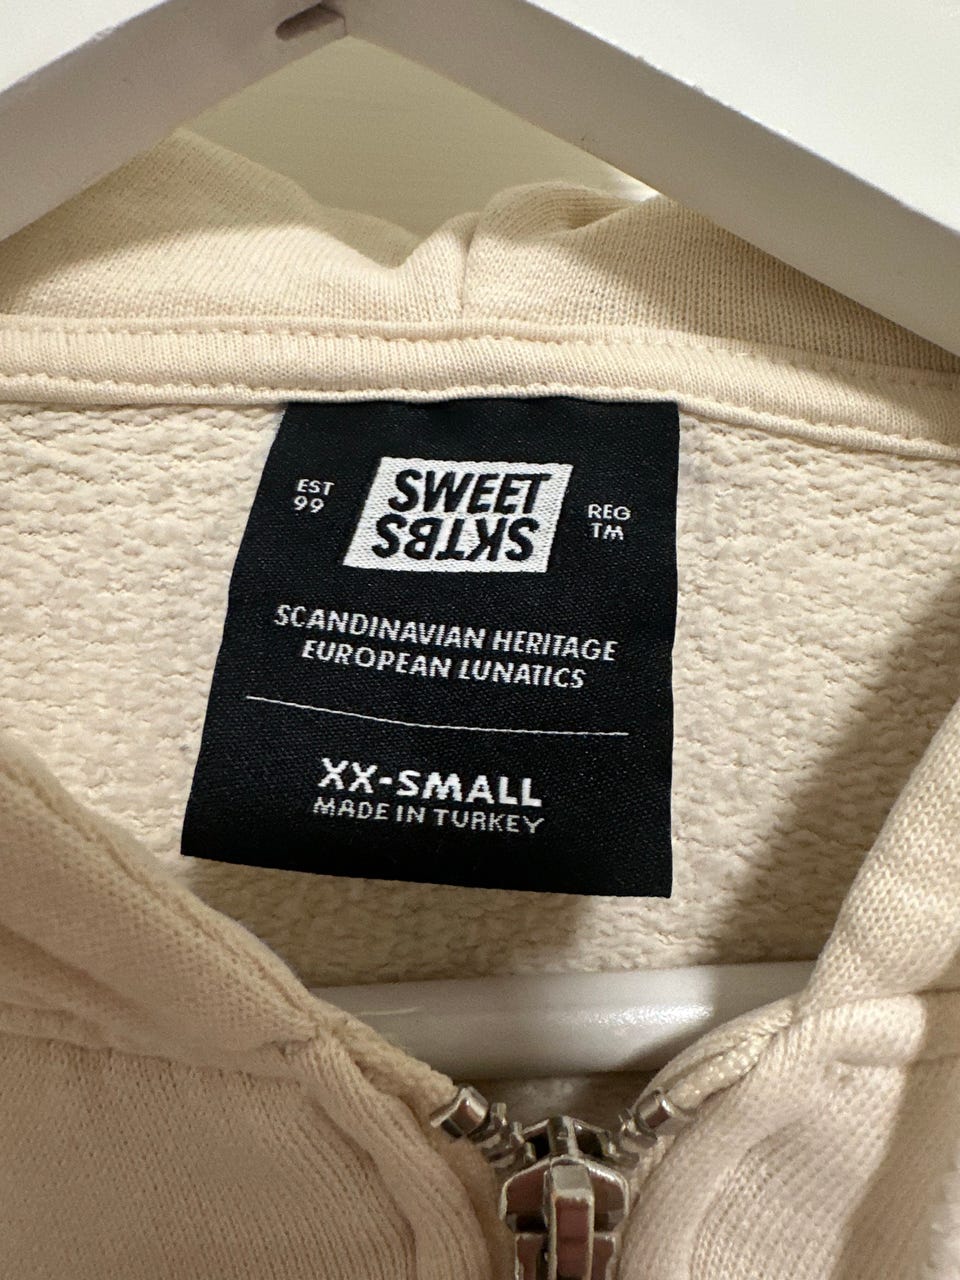 EST
99
SWEET
SKTBS
REG
TM
SCANDINAVIAN HERITAGE
EUROPEAN LUNATICS
XX-SMALL
MADE IN TURKEY